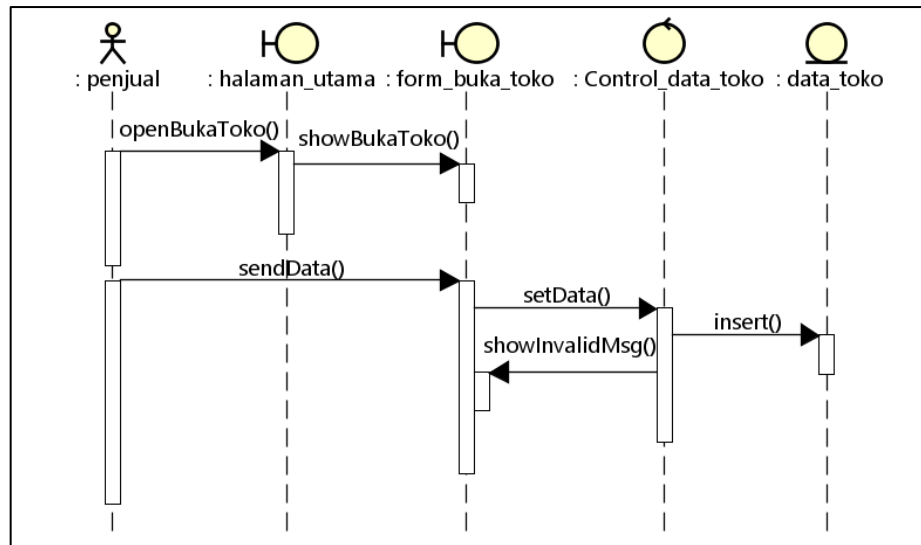 : penjual
: halaman_utama
: form_buka_toko
: Control_data_toko
: data_toko
openBukaToko()
showBukaToko()
sendData()
setData()
insert()
showInvalidMsg()